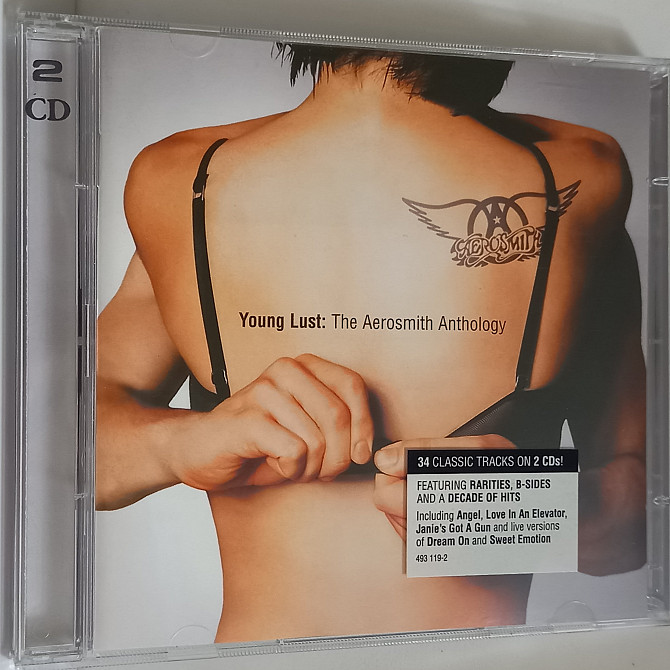 2
CD
AEROSMITH
Young Lust: The Aerosmith Anthology
34 CLASSIC TRACKS ON 2 CDs!
FEATURING RARITIES, B-SIDES
AND A DECADE OF HITS
Including Angel, Love In An Elevator,
Janie's Got A Gun and live versions
of Dream On and Sweet Emotion
493 119-2